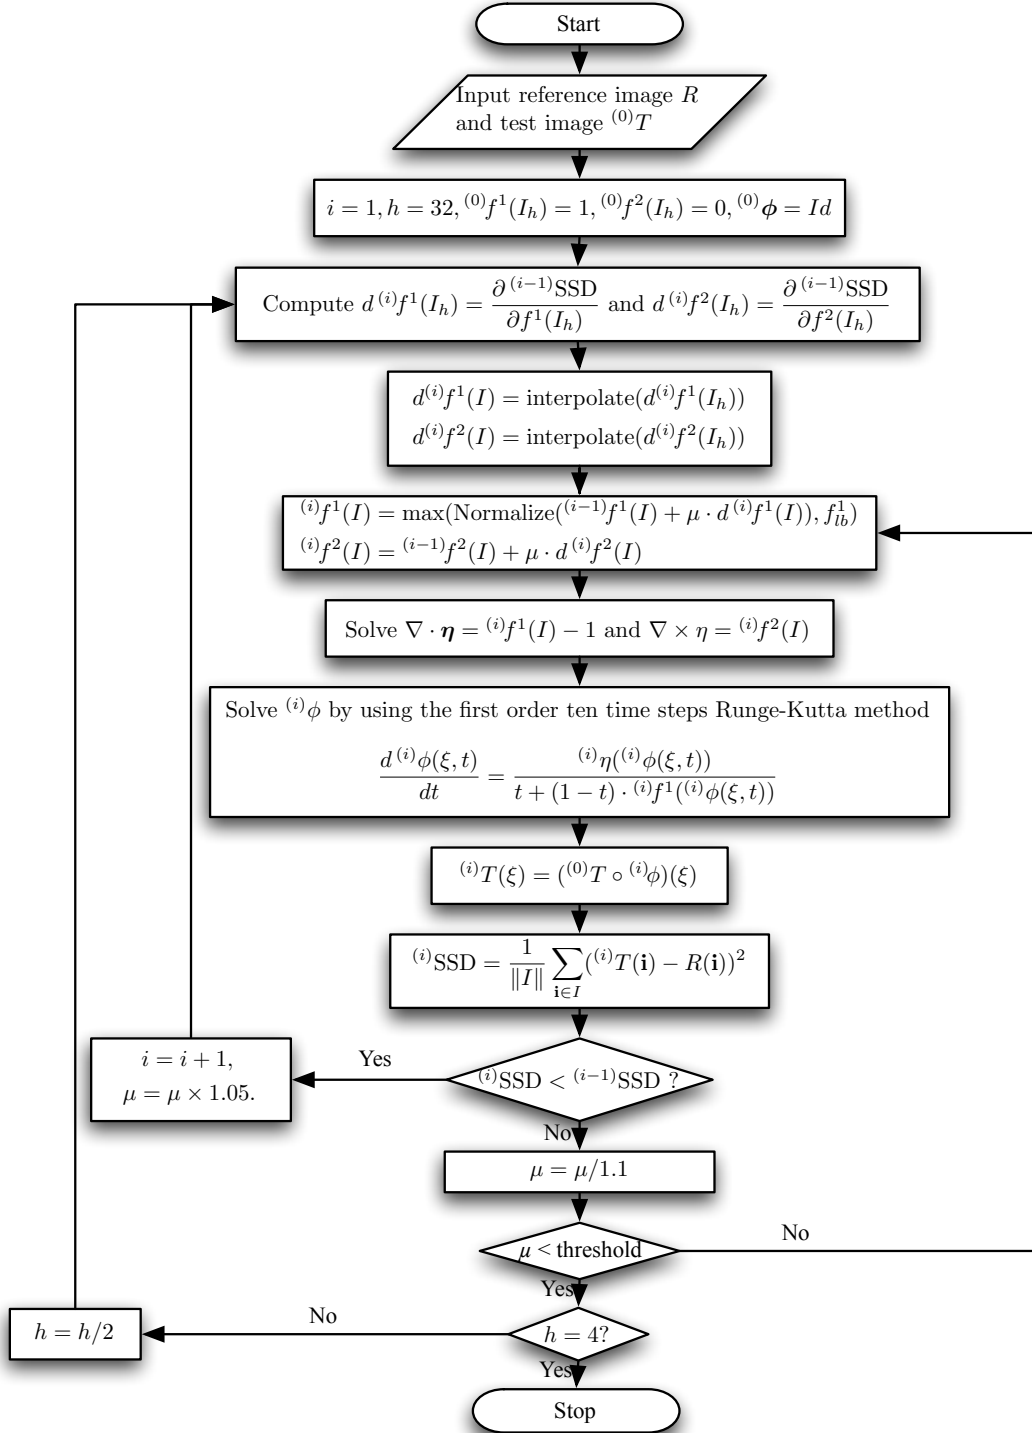 Start
Input reference image R
and test image ⁽⁰⁾T
i = 1, h = 32, ⁽⁰⁾f¹(I_h) = 1, ⁽⁰⁾f²(I_h) = 0, ⁽⁰⁾ϕ = Id
Compute d ⁽ⁱ⁾f¹(I_h) = ∂ ⁽ⁱ⁻¹⁾SSD / ∂f¹(I_h) and d ⁽ⁱ⁾f²(I_h) = ∂ ⁽ⁱ⁻¹⁾SSD / ∂f²(I_h)
d⁽ⁱ⁾f¹(I) = interpolate(d⁽ⁱ⁾f¹(I_h))
d⁽ⁱ⁾f²(I) = interpolate(d⁽ⁱ⁾f²(I_h))
⁽ⁱ⁾f¹(I) = max(Normalize(⁽ⁱ⁻¹⁾f¹(I) + μ · d ⁽ⁱ⁾f¹(I)), f¹_lb)
⁽ⁱ⁾f²(I) = ⁽ⁱ⁻¹⁾f²(I) + μ · d ⁽ⁱ⁾f²(I)
Solve ∇ · η = ⁽ⁱ⁾f¹(I) − 1 and ∇ × η = ⁽ⁱ⁾f²(I)
Solve ⁽ⁱ⁾ϕ by using the first order ten time steps Runge-Kutta method
d ⁽ⁱ⁾ϕ(ξ, t) / dt = ⁽ⁱ⁾η(⁽ⁱ⁾ϕ(ξ, t)) / t + (1 − t) · ⁽ⁱ⁾f¹(⁽ⁱ⁾ϕ(ξ, t))
⁽ⁱ⁾T(ξ) = (⁽⁰⁾T ∘ ⁽ⁱ⁾ϕ)(ξ)
⁽ⁱ⁾SSD = 1 / ‖I‖ ∑ i∈I (⁽ⁱ⁾T(i) − R(i))²
⁽ⁱ⁾SSD < ⁽ⁱ⁻¹⁾SSD ?
Yes
i = i + 1,
μ = μ × 1.05.
No
μ = μ/1.1
μ < threshold
No
Yes
h = 4?
No
h = h/2
Yes
Stop